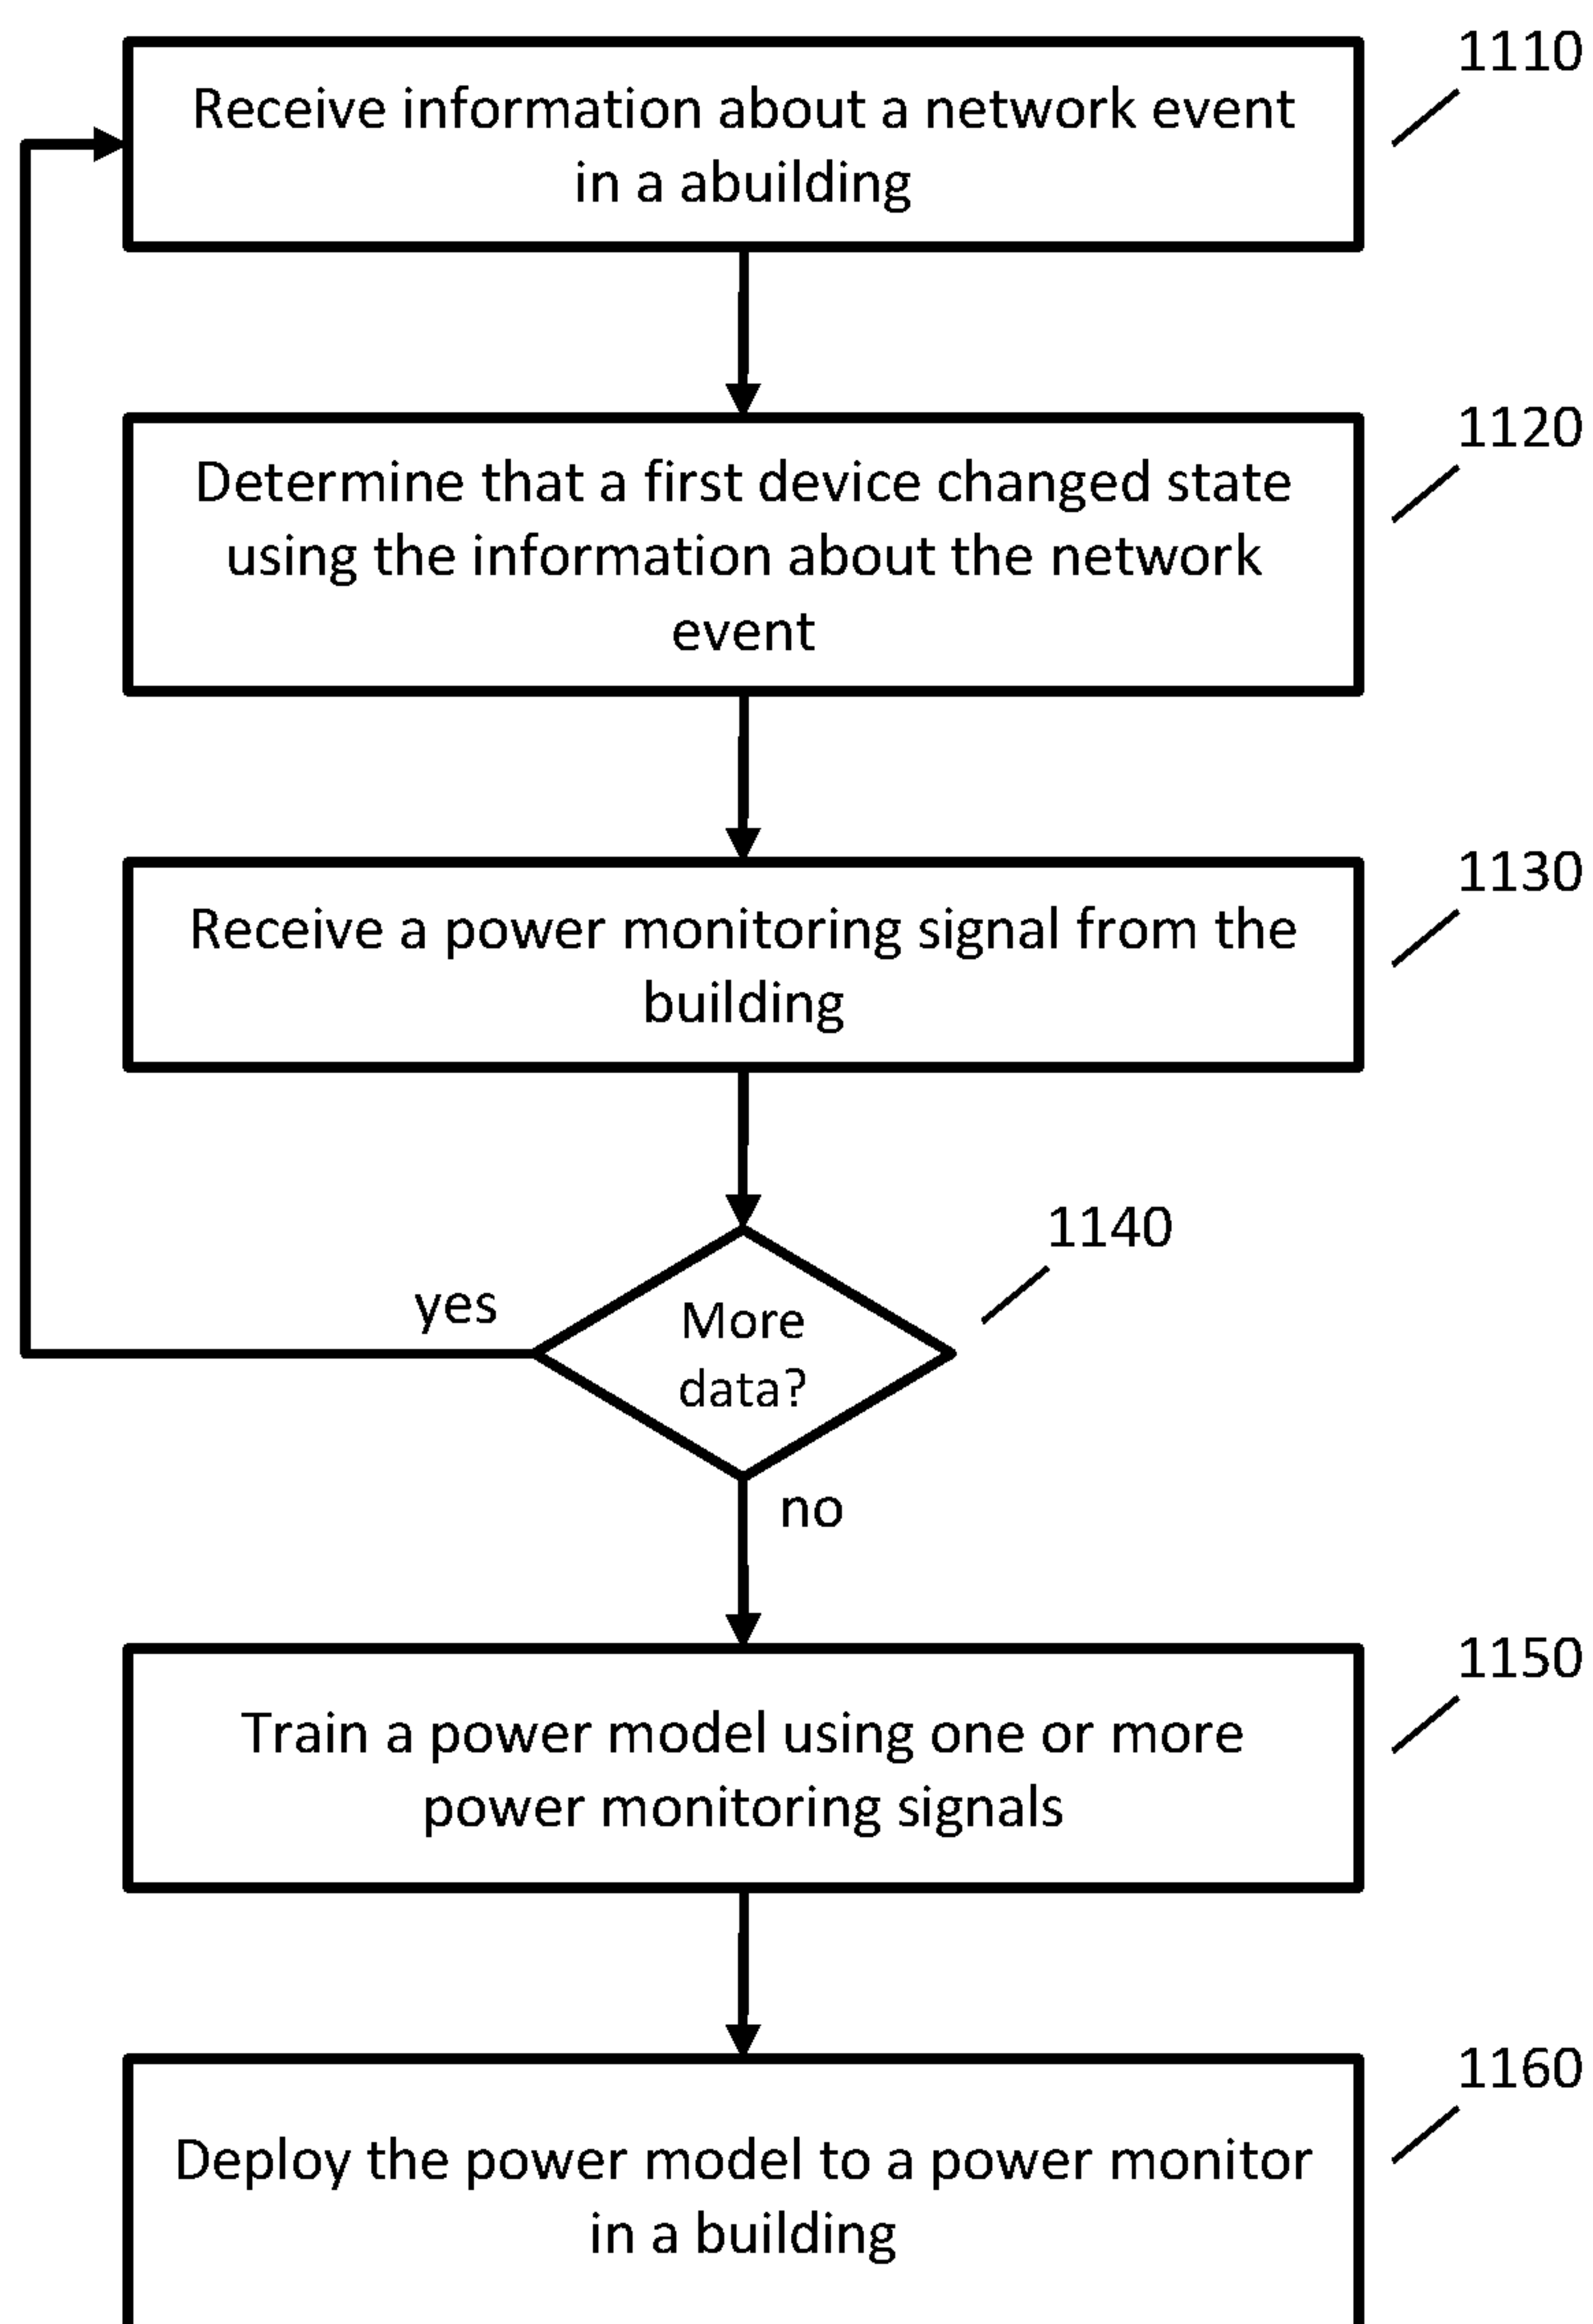 1110
Receive information about a network event
in a abuilding
1120
Determine that a first device changed state
using the information about the network
event
1130
Receive a power monitoring signal from the
building
1140
yes
More
data?
no
1150
Train a power model using one or more
power monitoring signals
1160
Deploy the power model to a power monitor
in a building